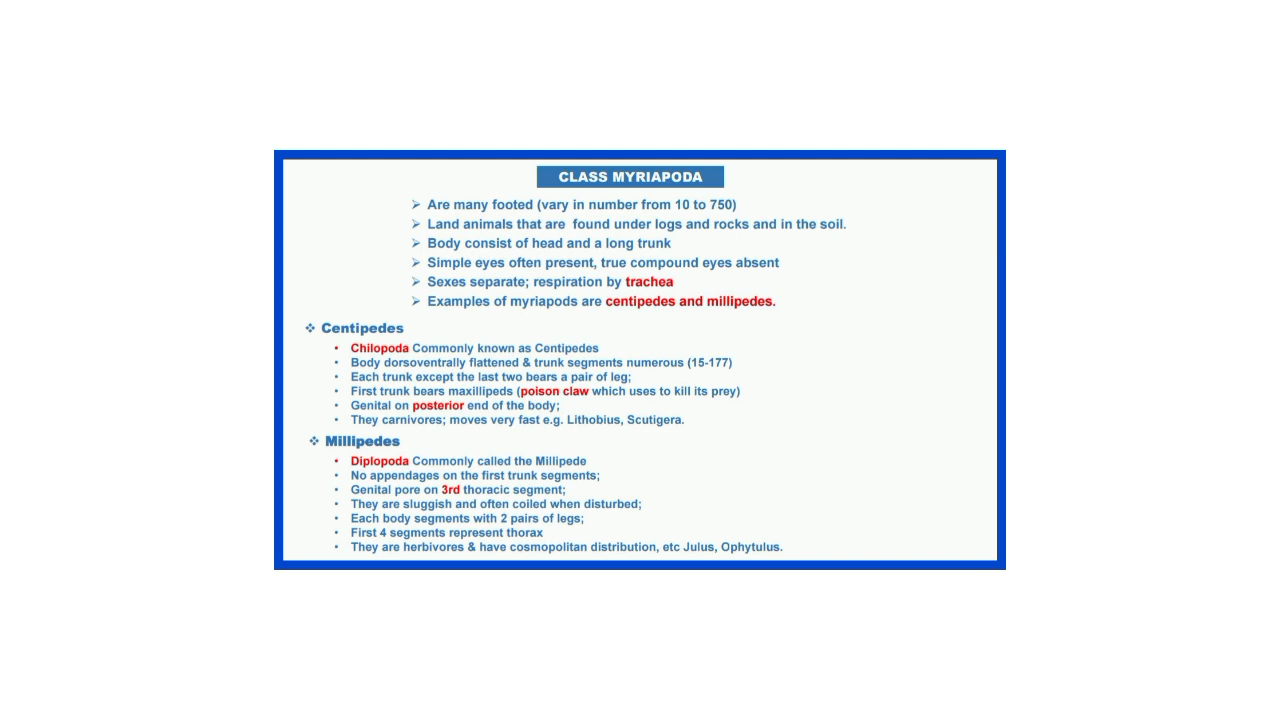 CLASS MYRIAPODA
➢ Are many footed (vary in number from 10 to 750)
➢ Land animals that are found under logs and rocks and in the soil.
➢ Body consist of head and a long trunk
➢ Simple eyes often present, true compound eyes absent
➢ Sexes separate; respiration by trachea
➢ Examples of myriapods are centipedes and millipedes.
❖ Centipedes
• Chilopoda Commonly known as Centipedes
• Body dorsoventrally flattened & trunk segments numerous (15-177)
• Each trunk except the last two bears a pair of leg;
• First trunk bears maxillipeds (poison claw which uses to kill its prey)
• Genital on posterior end of the body;
• They carnivores; moves very fast e.g. Lithobius, Scutigera.
❖ Millipedes
• Diplopoda Commonly called the Millipede
• No appendages on the first trunk segments;
• Genital pore on 3rd thoracic segment;
• They are sluggish and often coiled when disturbed;
• Each body segments with 2 pairs of legs;
• First 4 segments represent thorax
• They are herbivores & have cosmopolitan distribution, etc Julus, Ophytulus.